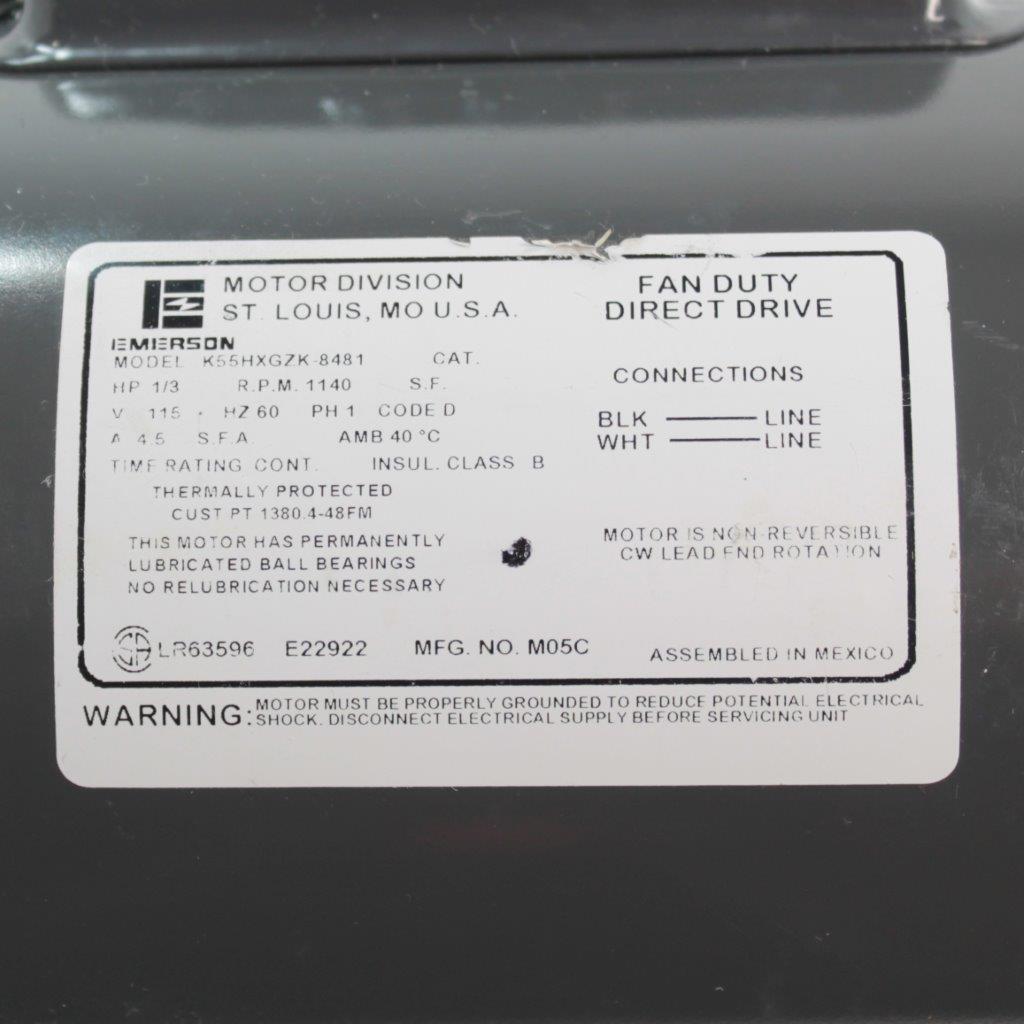 MOTOR DIVISION
ST. LOUIS, MO U.S.A.
EMERSON
MODEL K55HXGZK-8481 CAT.
HP 1/3 R.P.M. 1140 S.F.
V 115 HZ 60 PH 1 CODE D
A 4.5 S.F.A. AMB 40 °C
TIME RATING CONT. INSUL. CLASS B
THERMALLY PROTECTED
CUST PT 1380.4-48FM
THIS MOTOR HAS PERMANENTLY
LUBRICATED BALL BEARINGS
NO RELUBRICATION NECESSARY
FAN DUTY
DIRECT DRIVE
CONNECTIONS
BLK LINE
WHT LINE
MOTOR IS NON-REVERSIBLE
CW LEAD END ROTATION
SA LR63596 E22922 MFG. NO. M05C
ASSEMBLED IN MEXICO
WARNING: MOTOR MUST BE PROPERLY GROUNDED TO REDUCE POTENTIAL ELECTRICAL
SHOCK. DISCONNECT ELECTRICAL SUPPLY BEFORE SERVICING UNIT